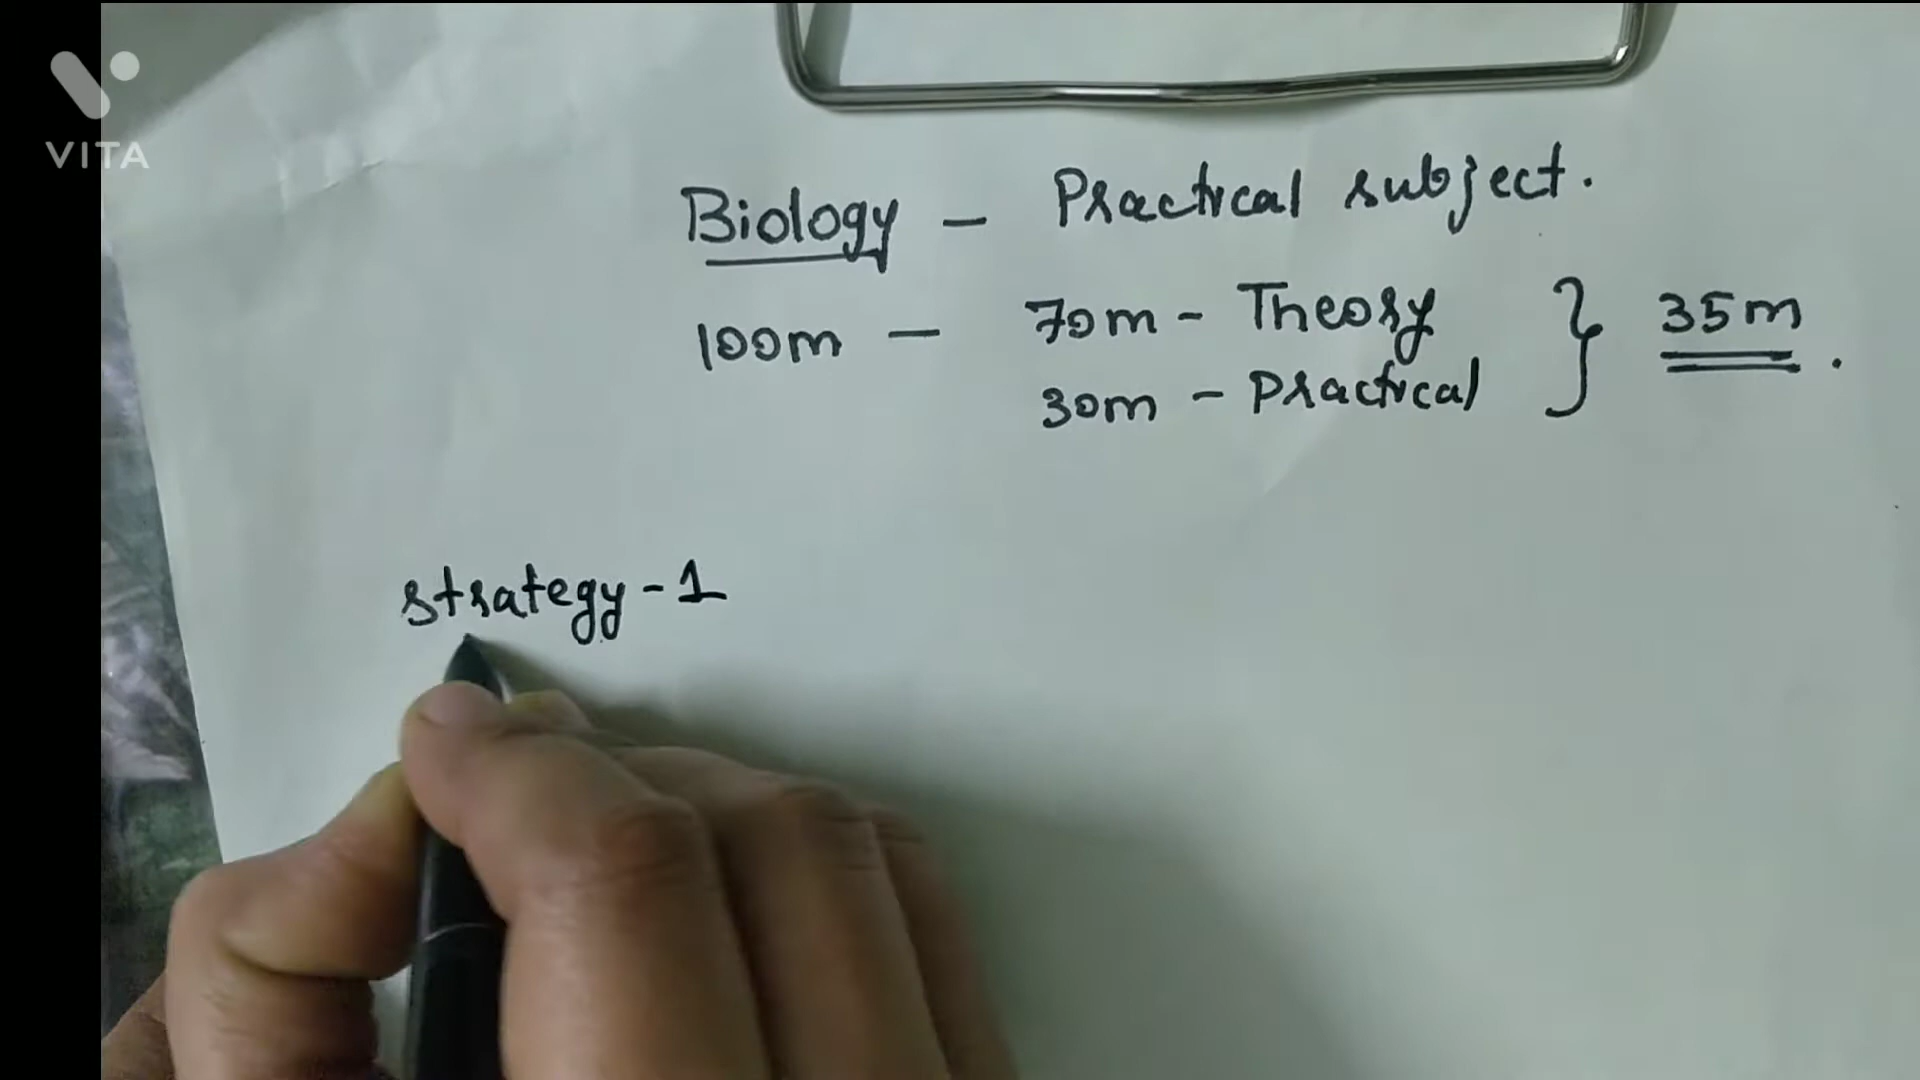 VITA
Biology - Practical subject.
100m - 70m - Theory } 35m.
30m - Practical
strategy - 1